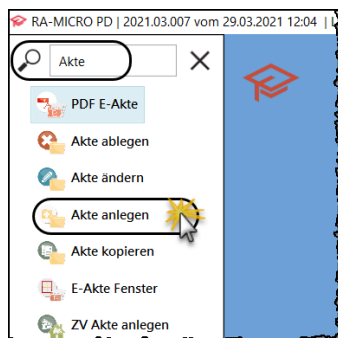 RA-MICRO PD | 2021.03.007 vom 29.03.2021 12:04 |
Akte
PDF E-Akte
Akte ablegen
Akte ändern
Akte anlegen
Akte kopieren
E-Akte Fenster
ZV Akte anlegen